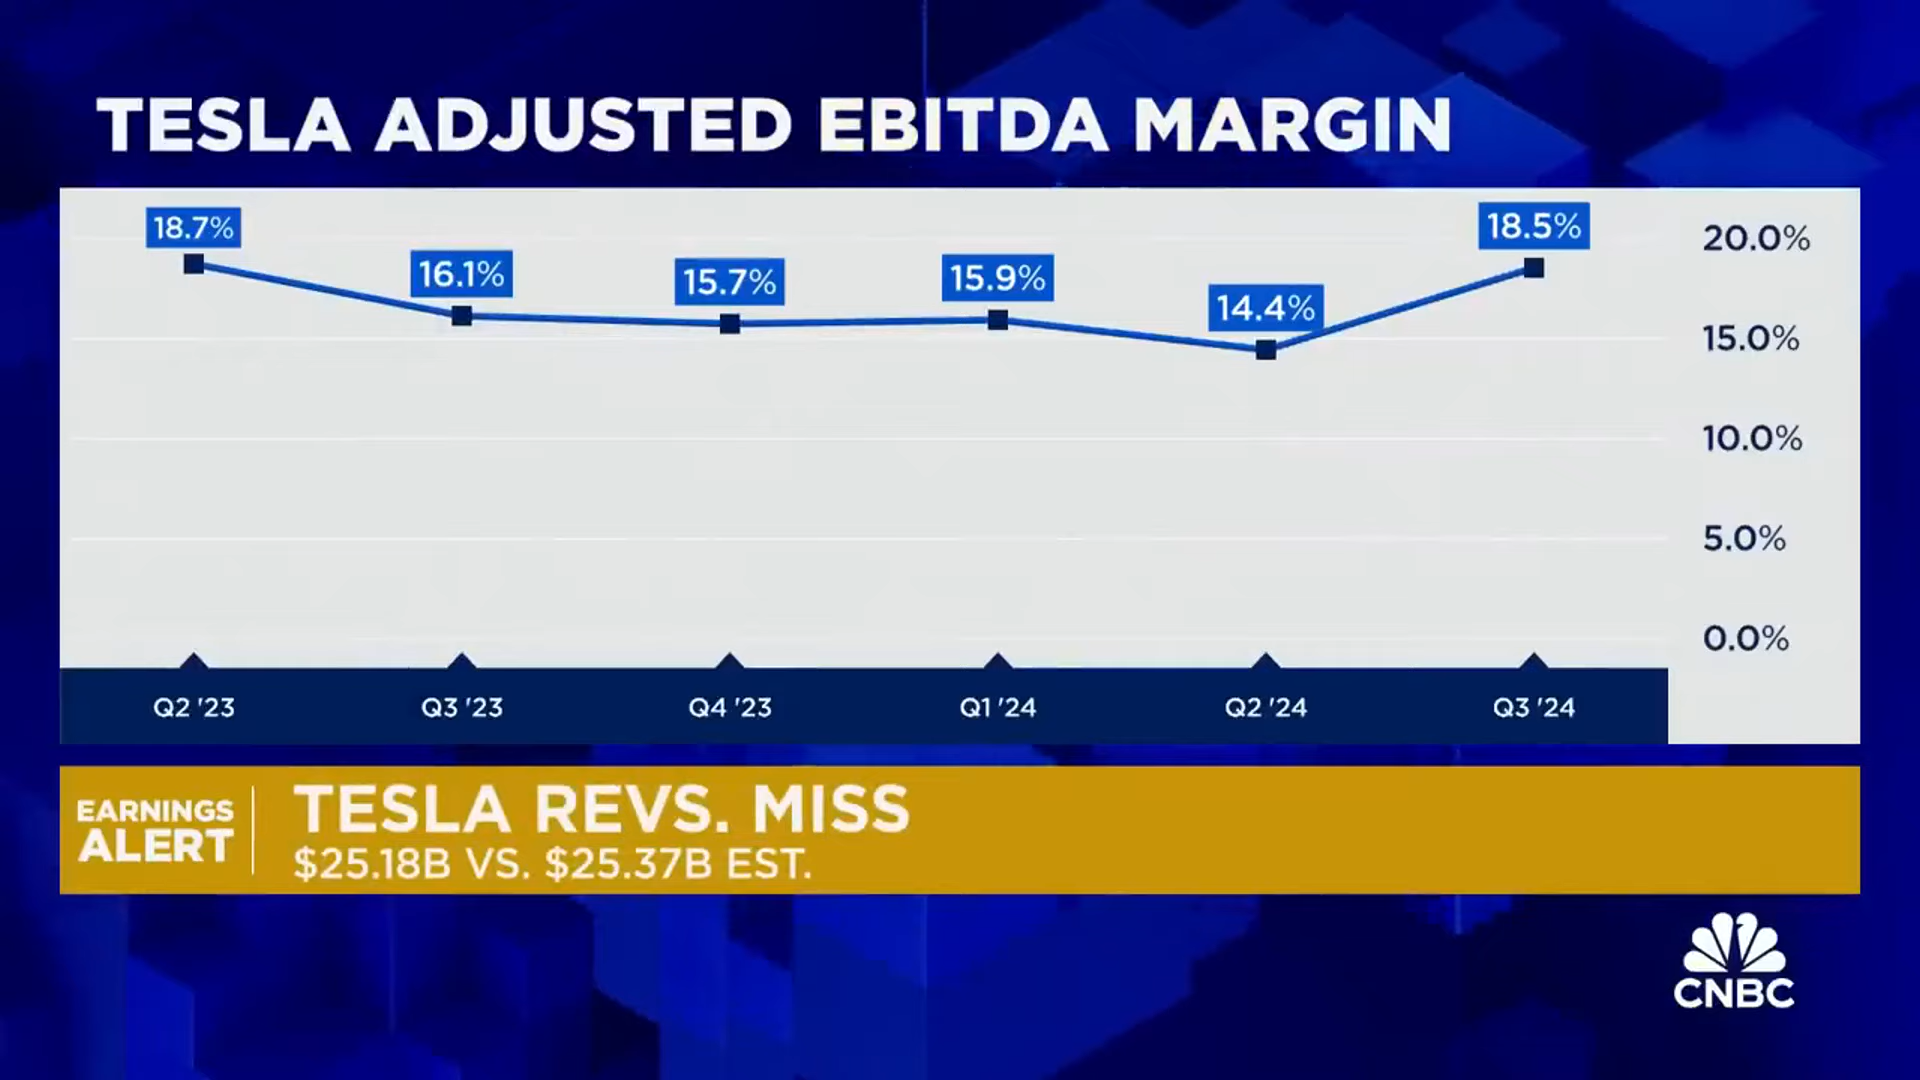 TESLA ADJUSTED EBITDA MARGIN
18.7%
16.1%
15.7%
15.9%
14.4%
18.5%
20.0%
15.0%
10.0%
5.0%
0.0%
Q2 '23
Q3 '23
Q4 '23
Q1 '24
Q2 '24
Q3 '24
EARNINGS
ALERT
TESLA REVS. MISS
$25.18B VS. $25.37B EST.
CNBC